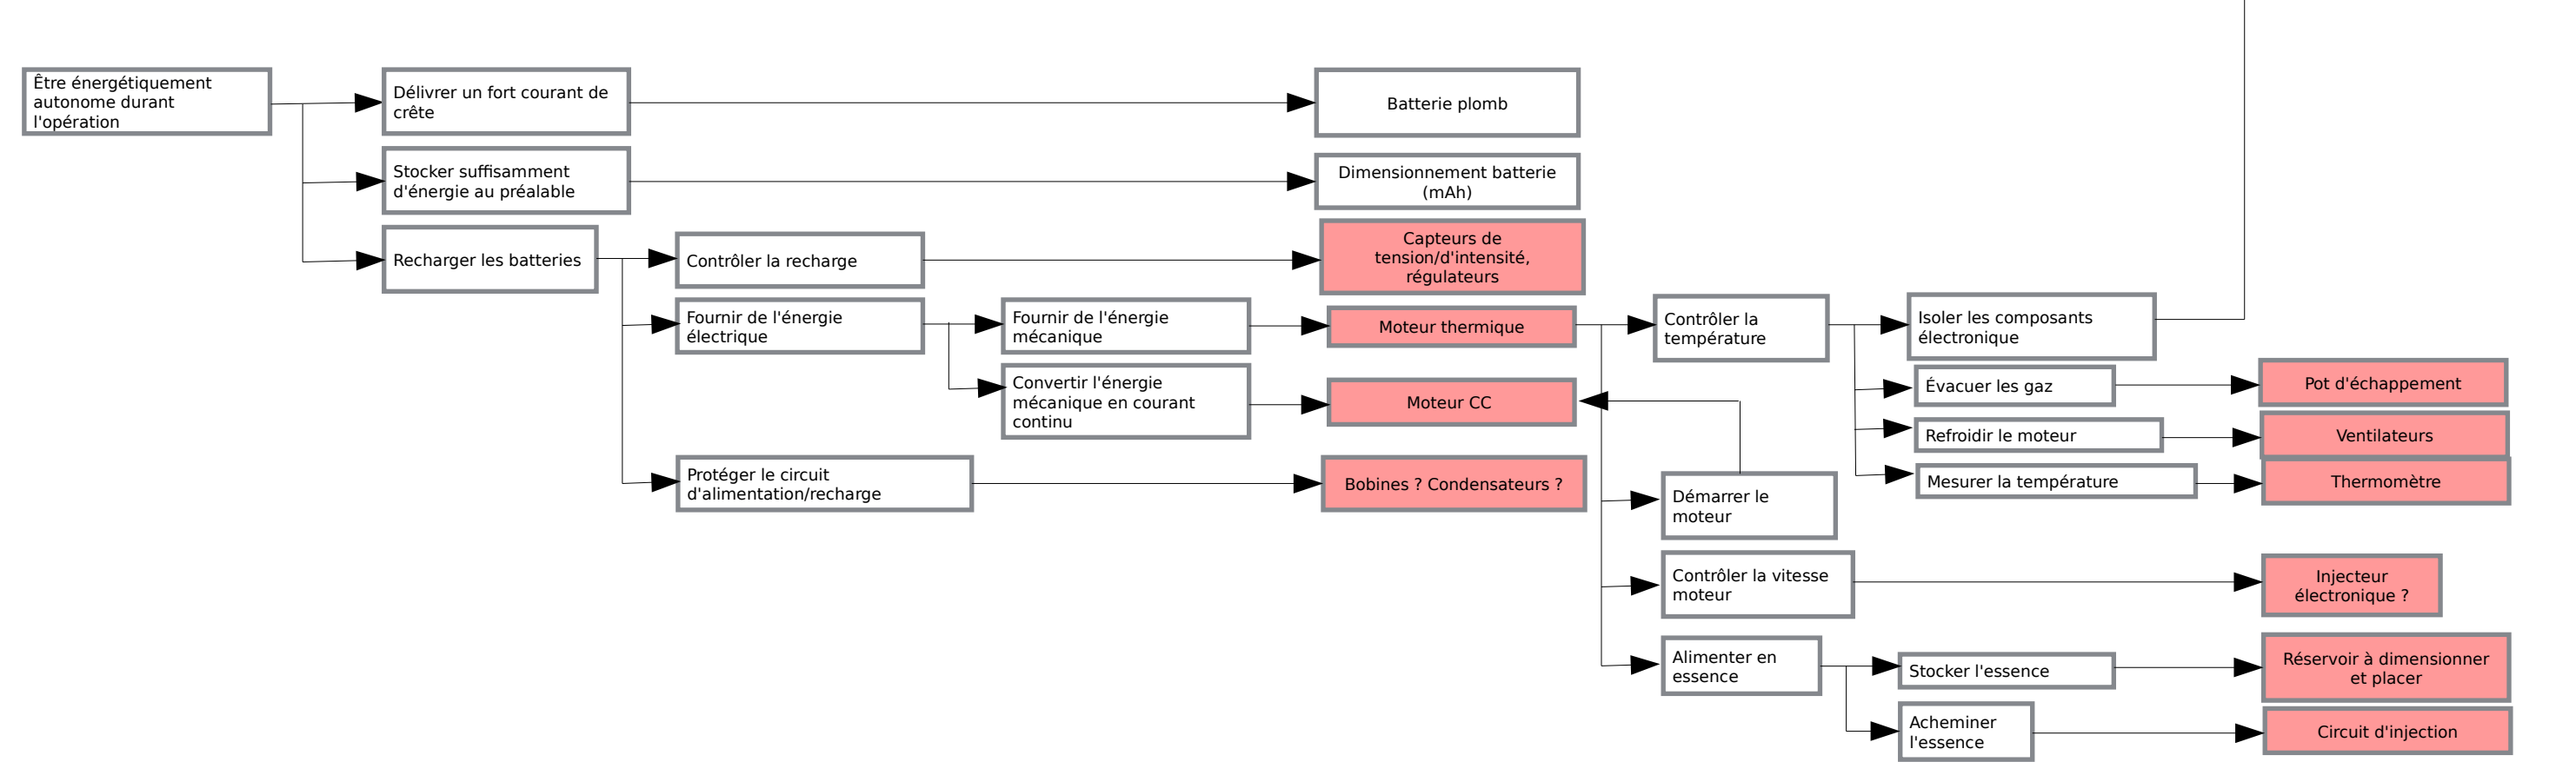 Être énergétiquement
autonome durant
l'opération
Délivrer un fort courant de
crête
Batterie plomb
Stocker suffisamment
d'énergie au préalable
Dimensionnement batterie
(mAh)
Recharger les batteries
Contrôler la recharge
Capteurs de
tension/d'intensité,
régulateurs
Fournir de l'énergie
électrique
Fournir de l'énergie
mécanique
Moteur thermique
Contrôler la
température
Isoler les composants
électronique
Convertir l'énergie
mécanique en courant
continu
Moteur CC
Évacuer les gaz
Pot d'échappement
Refroidir le moteur
Ventilateurs
Mesurer la température
Thermomètre
Protéger le circuit
d'alimentation/recharge
Bobines ? Condensateurs ?
Démarrer le
moteur
Contrôler la vitesse
moteur
Injecteur
électronique ?
Alimenter en
essence
Stocker l'essence
Réservoir à dimensionner
et placer
Acheminer
l'essence
Circuit d'injection